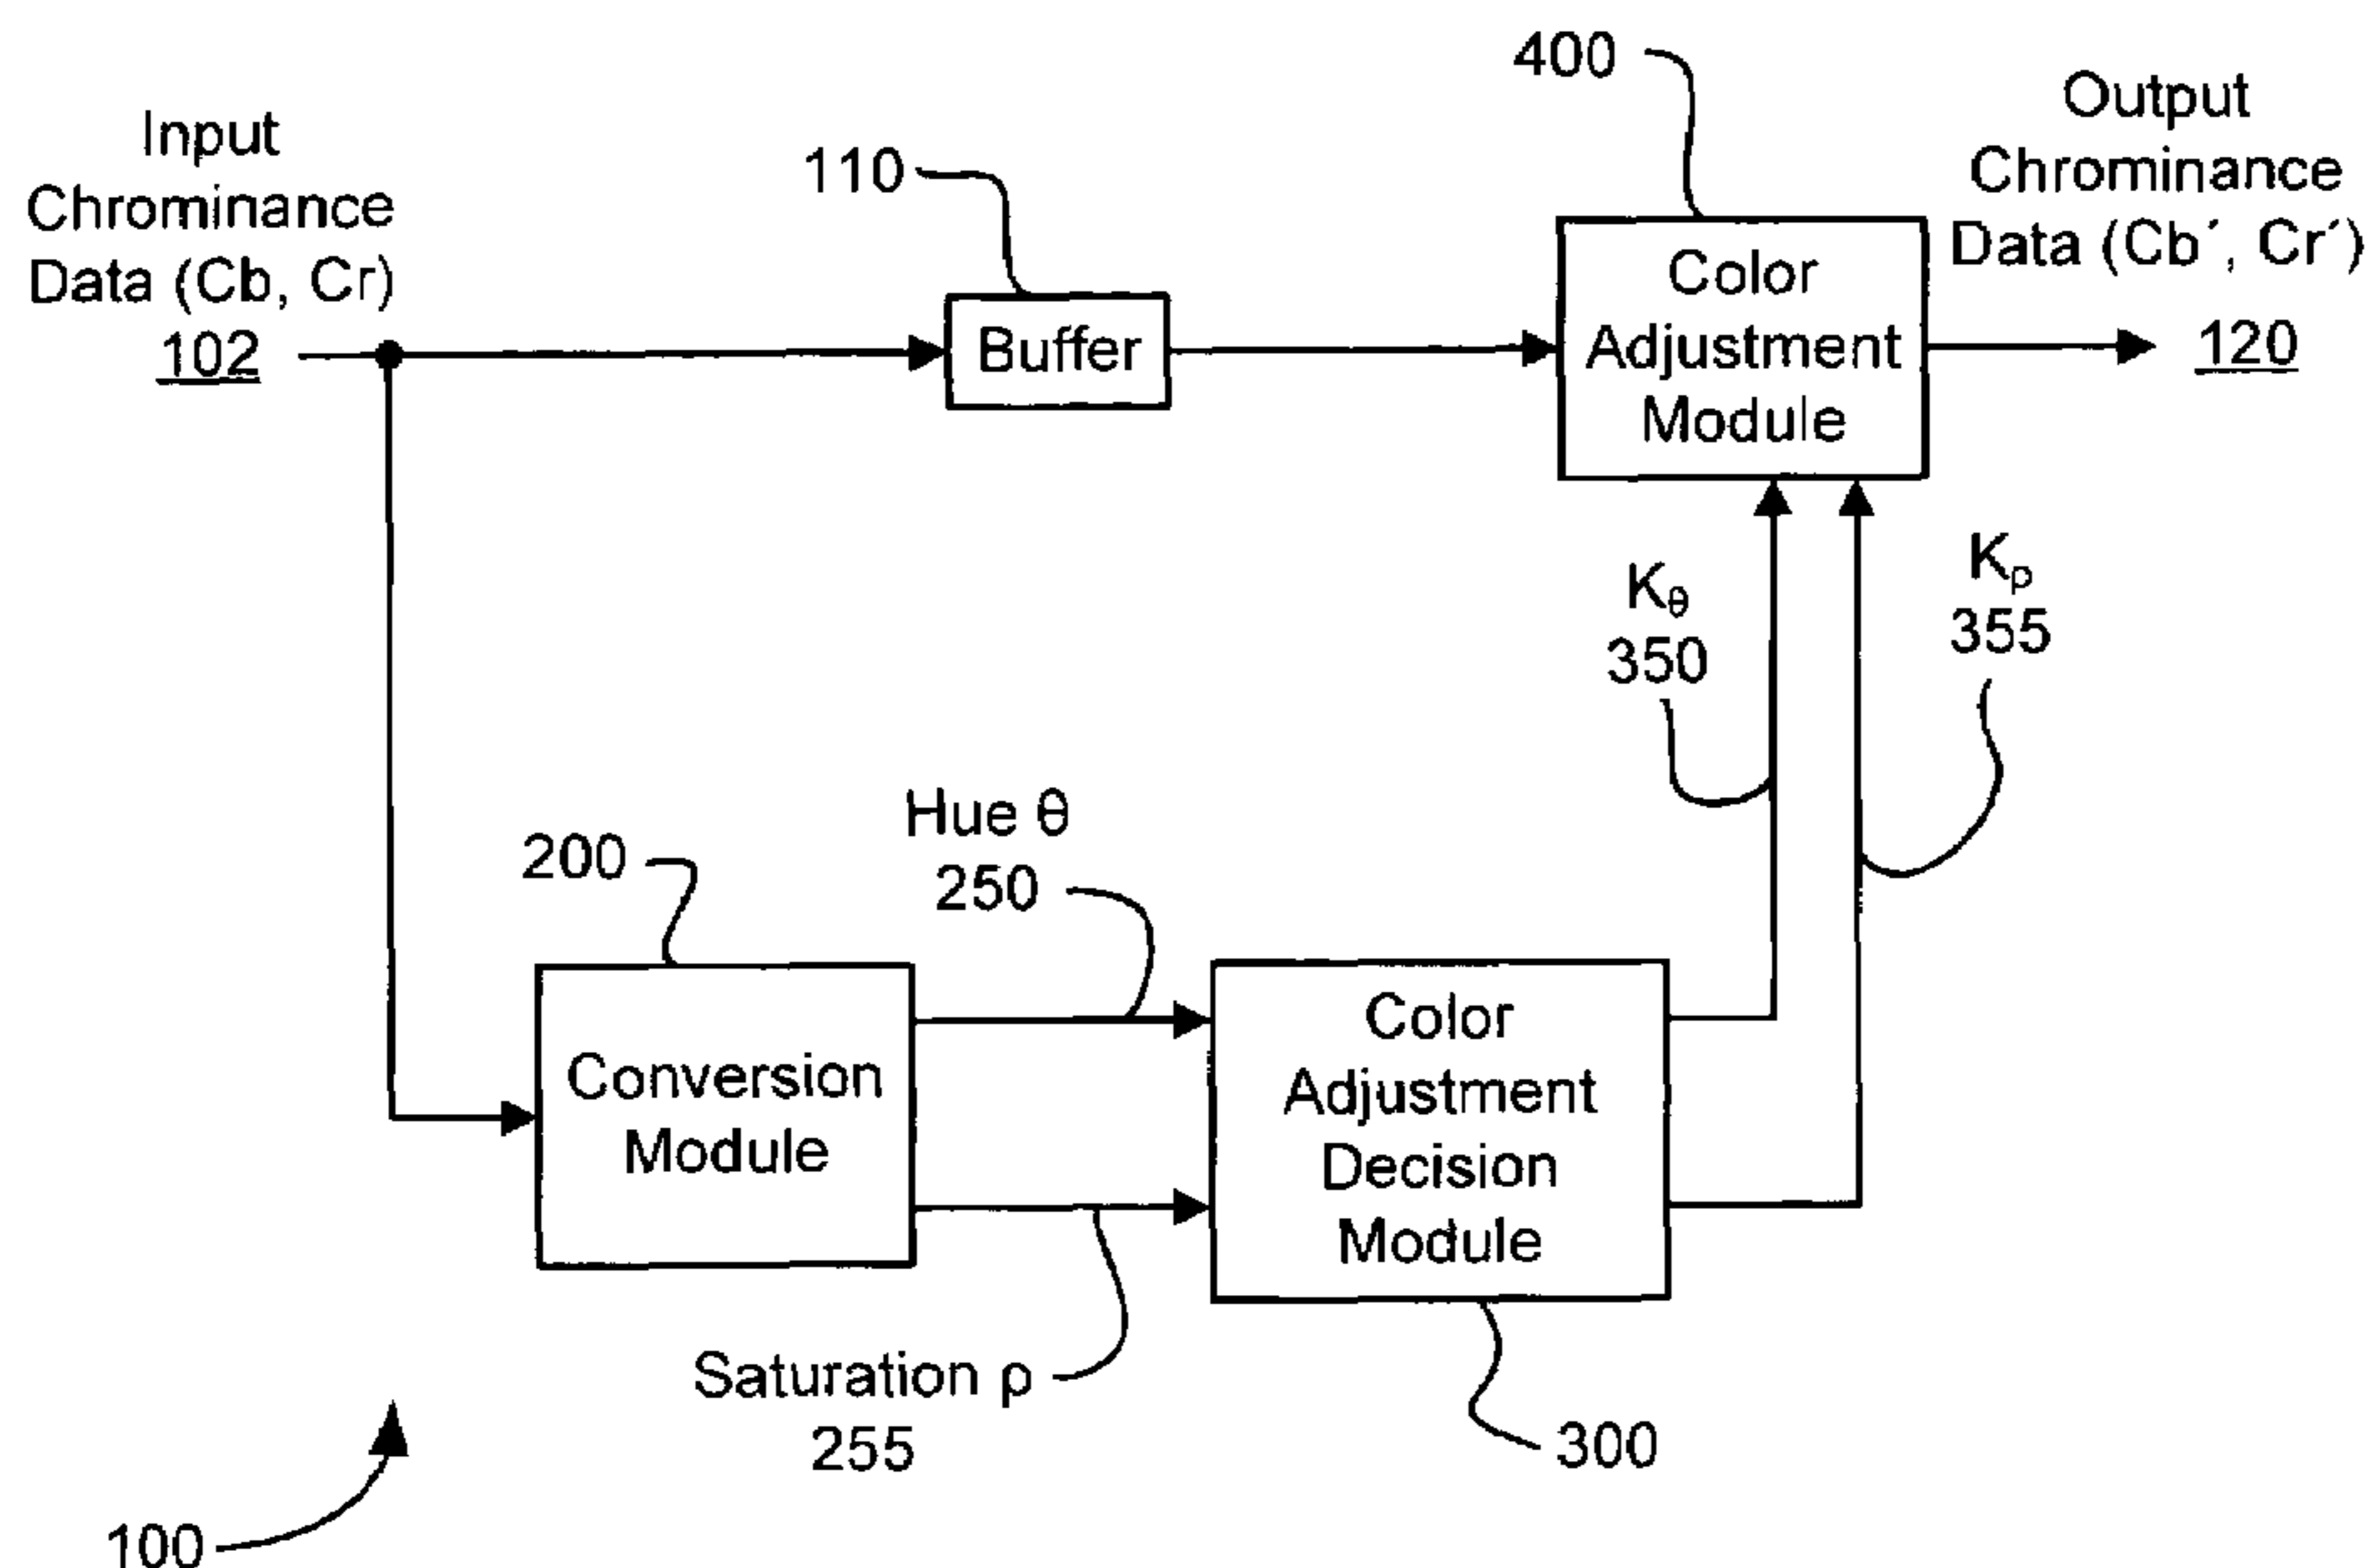 400
Output
Chrominance
Data (Cb´, Cr´)
120
Input
Chrominance
Data (Cb, Cr)
102
110
Buffer
Color
Adjustment
Module
Kθ
350
Kρ
355
Hue θ
250
200
Conversion
Module
Color
Adjustment
Decision
Module
Saturation ρ
255
300
100